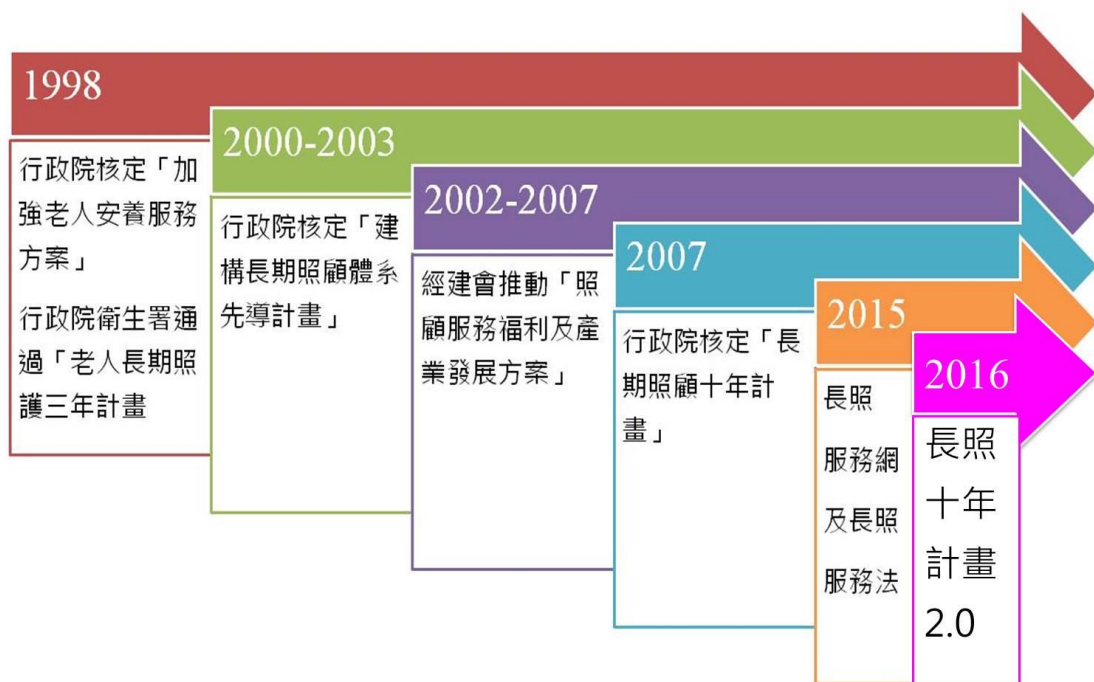 1998
行政院核定「加
強老人安養服務
方案」
行政院衛生署通
過「老人長期照
護三年計畫
2000-2003
行政院核定「建
構長期照顧體系
先導計畫」
2002-2007
經建會推動「照
顧服務福利及產
業發展方案」
2007
行政院核定「長
期照顧十年計
畫」
2015
長照
服務網
及長照
服務法
2016
長照
十年
計畫
2.0